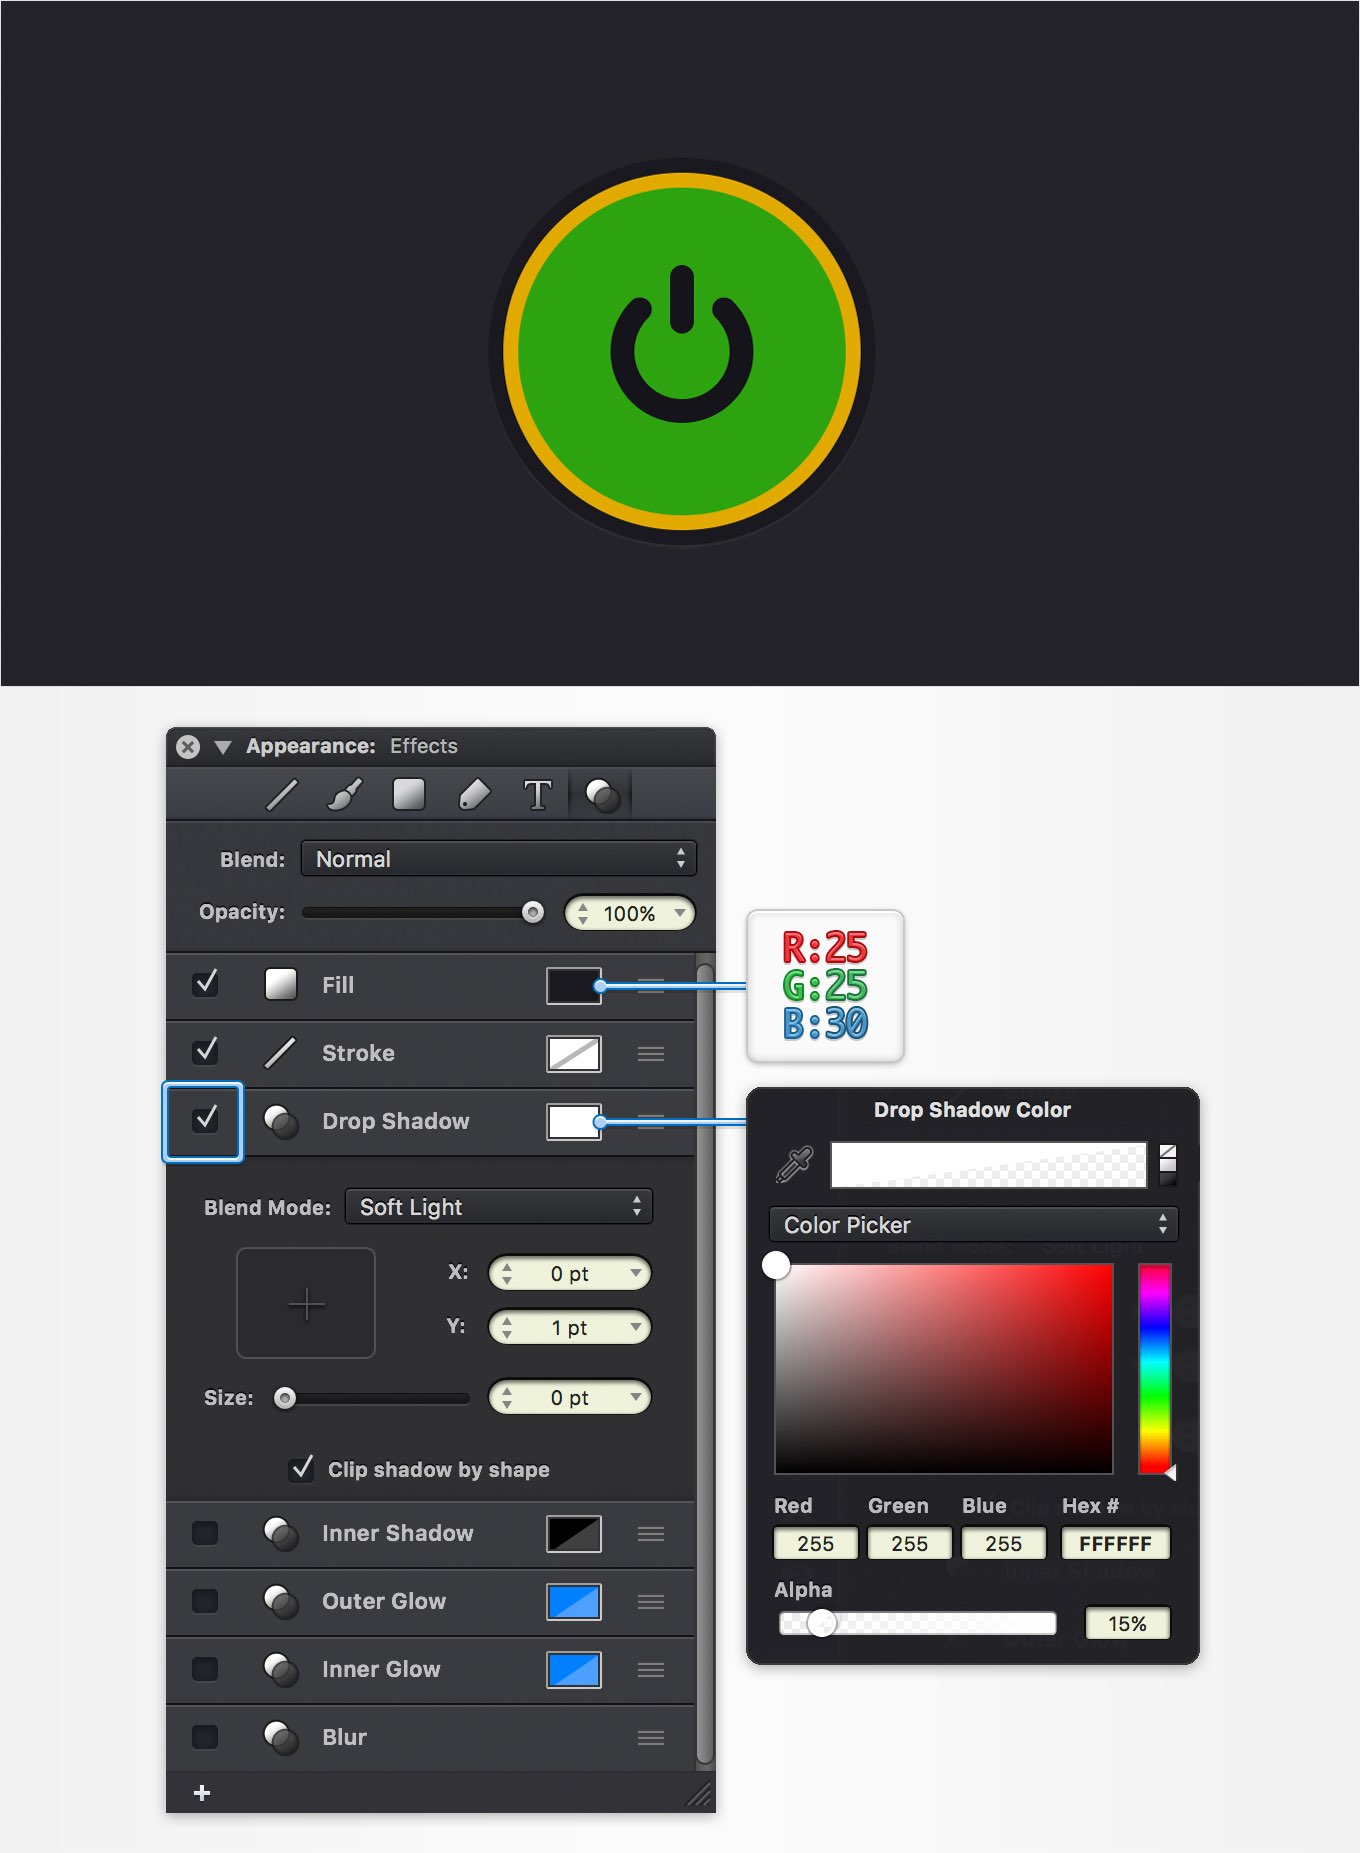 Appearance: Effects
T
Blend: Normal
Opacity: 100%
Fill
R:25
G:25
B:30
Stroke
Drop Shadow
Blend Mode: Soft Light
X: 0 pt
Y: 1 pt
Size: 0 pt
Clip shadow by shape
Inner Shadow
Outer Glow
Inner Glow
Blur
+
Drop Shadow Color
Color Picker
Red Green Blue Hex #
255 255 255 FFFFFF
Alpha
15%